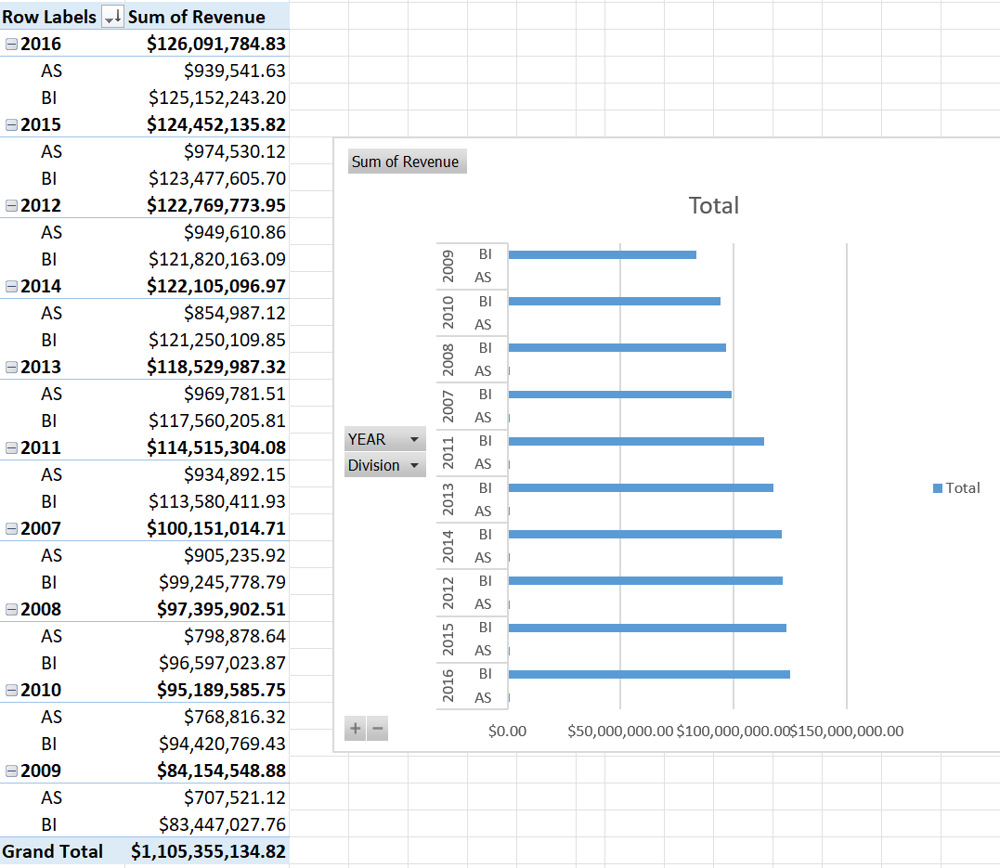 Row Labels Sum of Revenue
2016 $126,091,784.83
AS $939,541.63
BI $125,152,243.20
2015 $124,452,135.82
AS $974,530.12
BI $123,477,605.70
2012 $122,769,773.95
AS $949,610.86
BI $121,820,163.09
2014 $122,105,096.97
AS $854,987.12
BI $121,250,109.85
2013 $118,529,987.32
AS $969,781.51
BI $117,560,205.81
2011 $114,515,304.08
AS $934,892.15
BI $113,580,411.93
2007 $100,151,014.71
AS $905,235.92
BI $99,245,778.79
2008 $97,395,902.51
AS $798,878.64
BI $96,597,023.87
2010 $95,189,585.75
AS $768,816.32
BI $94,420,769.43
2009 $84,154,548.88
AS $707,521.12
BI $83,447,027.76
Grand Total $1,105,355,134.82
Sum of Revenue
Total
2009
BI
AS
2010
BI
AS
2008
BI
AS
2007
BI
AS
2011
BI
AS
2013
BI
AS
2014
BI
AS
2012
BI
AS
2015
BI
AS
2016
BI
AS
YEAR
Division
Total
$0.00 $50,000,000.00 $100,000,000.00 $150,000,000.00